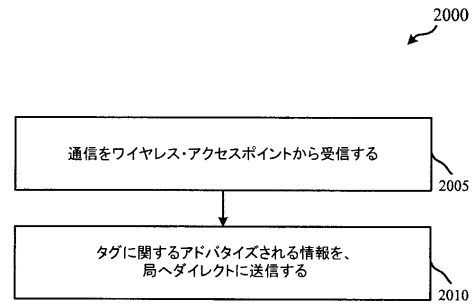 2000
通信をワイヤレス・アクセスポイントから受信する
2005
タグに関するアドバタイズされる情報を、
局へダイレクトに送信する
2010